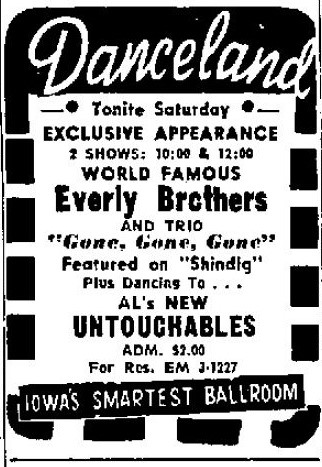 Danceland
Tonite Saturday
EXCLUSIVE APPEARANCE
2 SHOWS: 10:00 & 12:00
WORLD FAMOUS
Everly Brothers
AND TRIO
"Gone, Gone, Gone"
Featured on "Shindig"
Plus Dancing To . . .
AL's NEW
UNTOUCHABLES
ADM. $2.00
For Res. EM 3-1227
IOWA'S SMARTEST BALLROOM